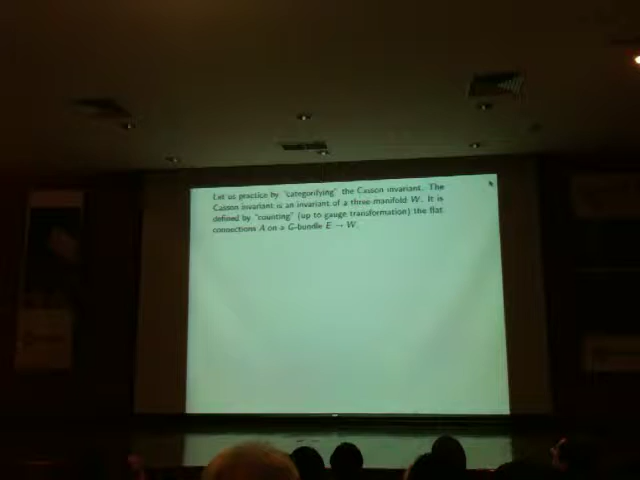 Let us practice by "categorifying" the Casson invariant. The
Casson invariant is an invariant of a three-manifold W. It is
defined by "counting" (up to gauge transformation) the flat
connections A on a G-bundle E → W.